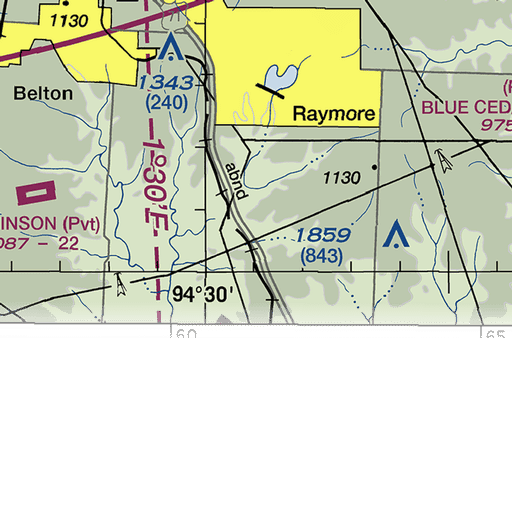 1130
1343
(240)
Belton
Raymore
BLUE CED
975
1°30'E
abnd
1130
INSON (Pvt)
087 - 22
1859
(843)
94°30'
60
65